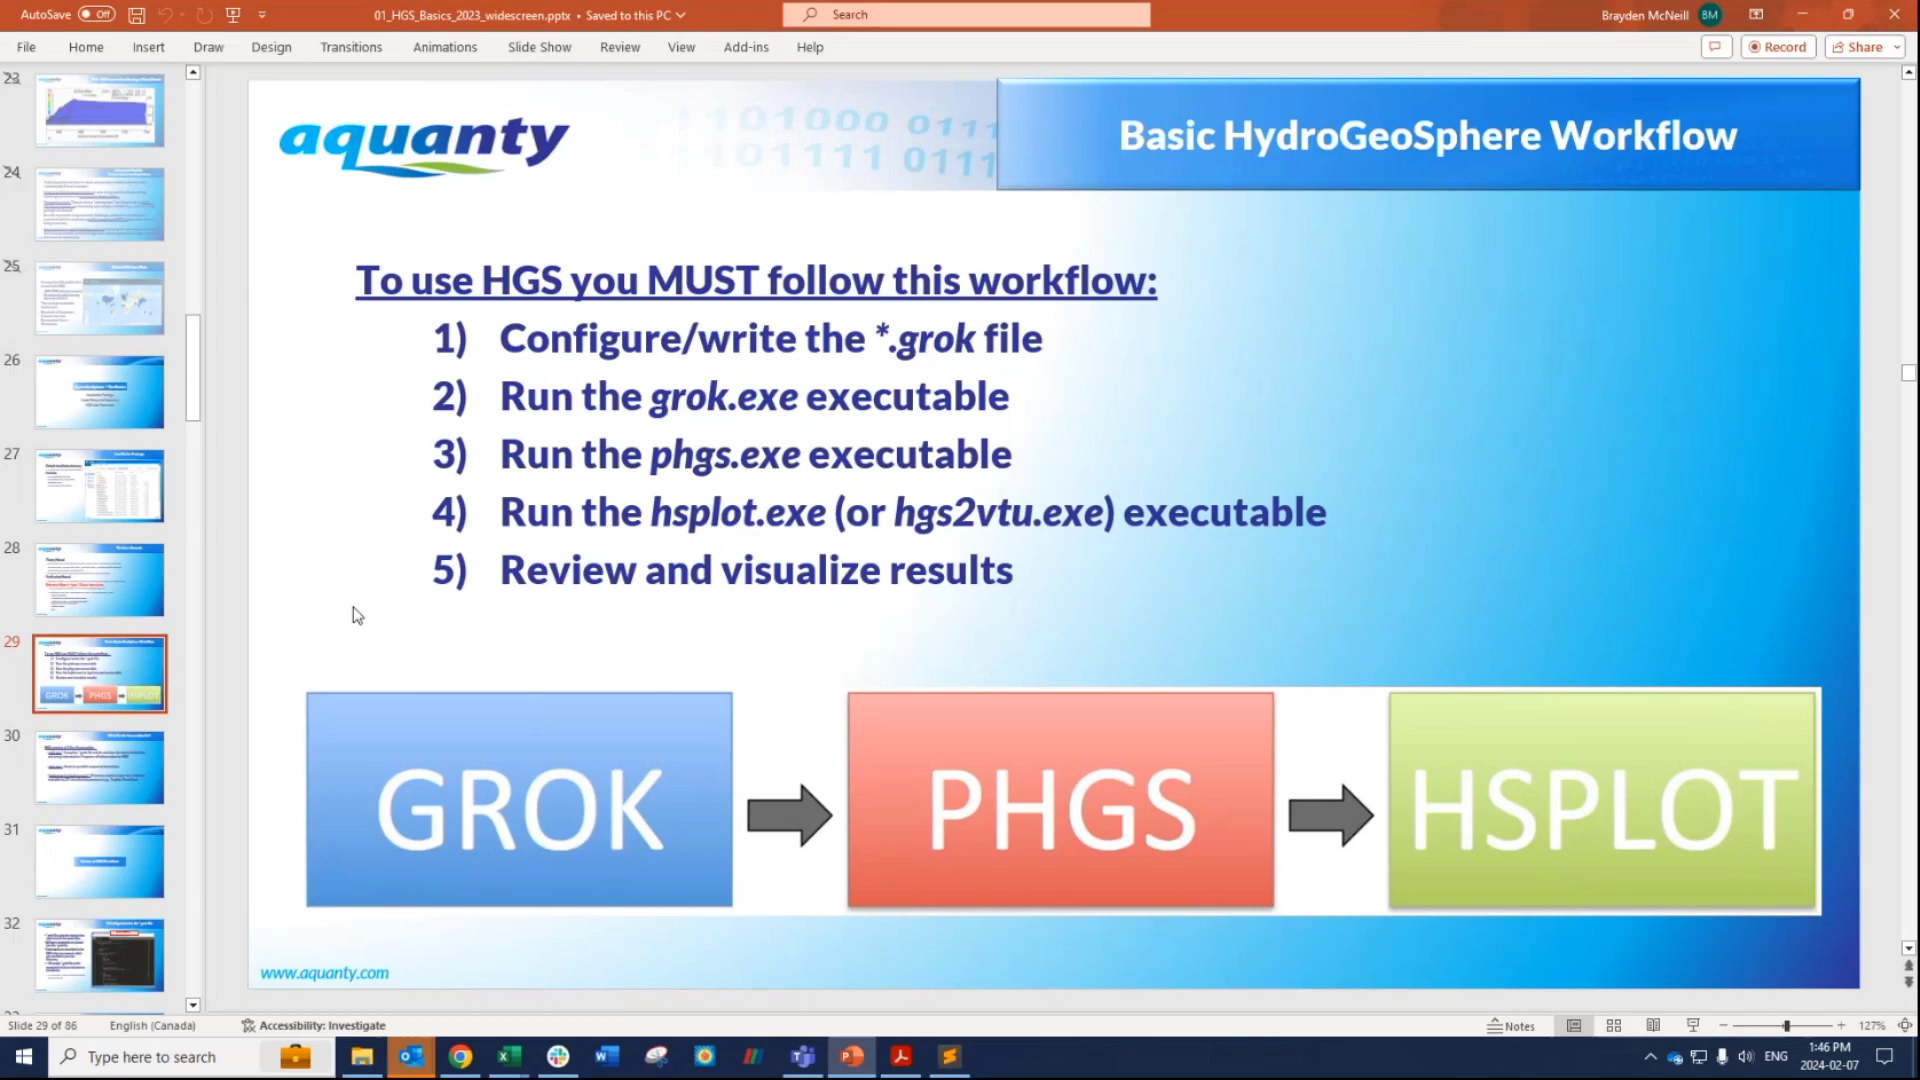 AutoSave Off
01_HGS_Basics_2023_widescreen.pptx • Saved to this PC
Search
Brayden McNeill BM
File Home Insert Draw Design Transitions Animations Slide Show Review View Add-ins Help
Record Share
23
24
25
26
27
28
29
30
31
32
aquanty
101000 0111
101111 0111
Basic HydroGeoSphere Workflow
To use HGS you MUST follow this workflow:
1) Configure/write the *.grok file
2) Run the grok.exe executable
3) Run the phgs.exe executable
4) Run the hsplot.exe (or hgs2vtu.exe) executable
5) Review and visualize results
GROK PHGS HSPLOT
www.aquanty.com
Slide 29 of 86 English (Canada) Accessibility: Investigate Notes 127%
Type here to search
ENG
1:46 PM
2024-02-07